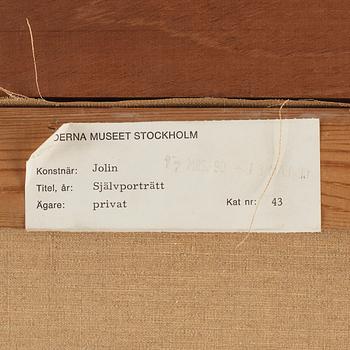 DERNA MUSEET STOCKHOLM
Konstnär: Jolin
Titel, år: Självporträtt
Ägare: privat Kat nr: 43